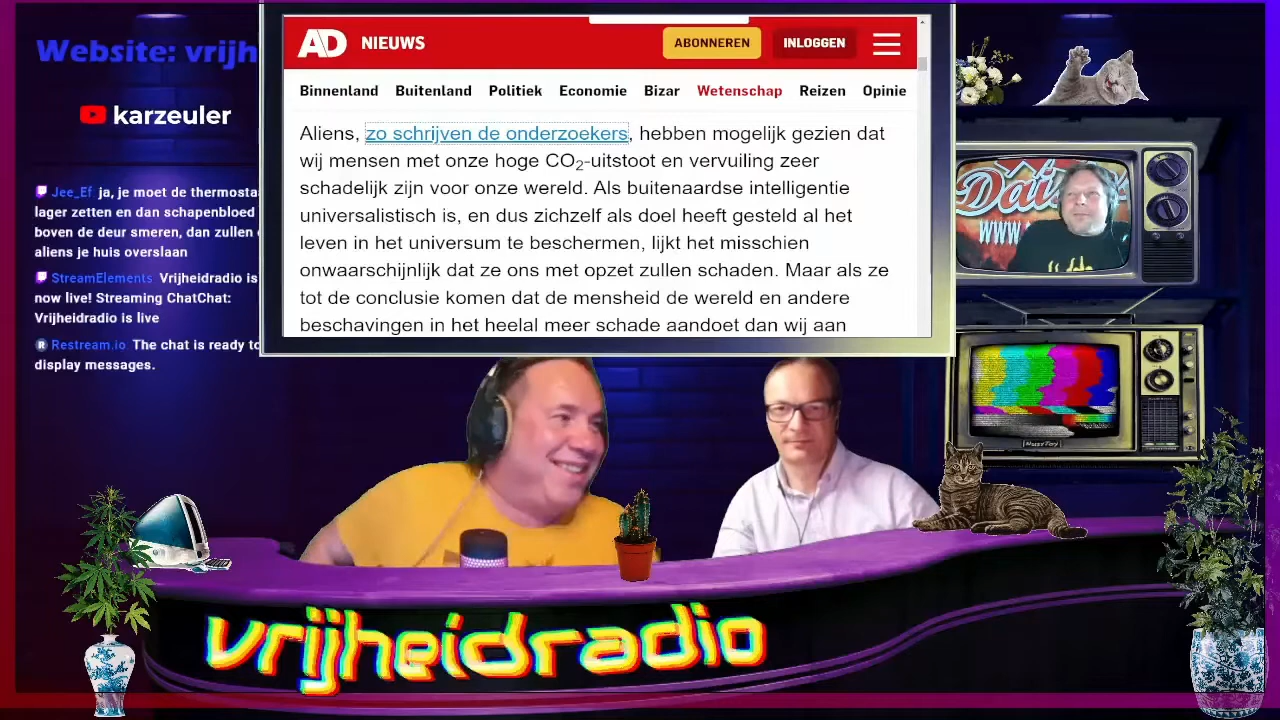 Website: vrijh
karzeuler
Jee_Ef ja, je moet de thermosta
lager zetten en dan schapenbloed
boven de deur smeren, dan zullen
aliens je huis overslaan
StreamElements Vrijheidradio is
now live! Streaming ChatChat:
Vrijheidradio is live
Restream.io The chat is ready to
display messages.
AD NIEUWS ABONNEREN INLOGGEN
Binnenland Buitenland Politiek Economie Bizar Wetenschap Reizen Opinie
Aliens, zo schrijven de onderzoekers, hebben mogelijk gezien dat
wij mensen met onze hoge CO₂-uitstoot en vervuiling zeer
schadelijk zijn voor onze wereld. Als buitenaardse intelligentie
universalistisch is, en dus zichzelf als doel heeft gesteld al het
leven in het universum te beschermen, lijkt het misschien
onwaarschijnlijk dat ze ons met opzet zullen schaden. Maar als ze
tot de conclusie komen dat de mensheid de wereld en andere
beschavingen in het heelal meer schade aandoet dan wij aan
WWW
vrijheidradio